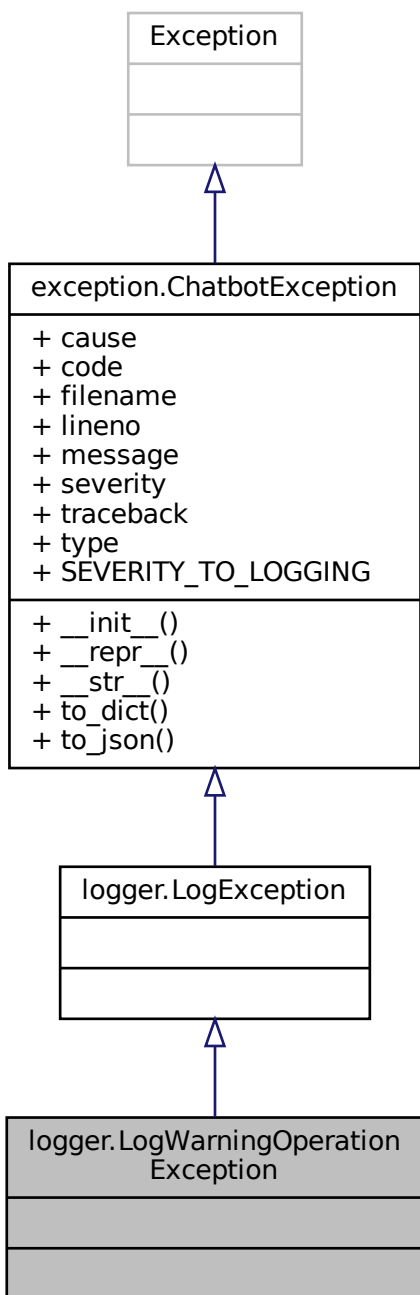 Exception
exception.ChatbotException
+ cause
+ code
+ filename
+ lineno
+ message
+ severity
+ traceback
+ type
+ SEVERITY_TO_LOGGING
+ __init__()
+ __repr__()
+ __str__()
+ to_dict()
+ to_json()
logger.LogException
logger.LogWarningOperation
Exception